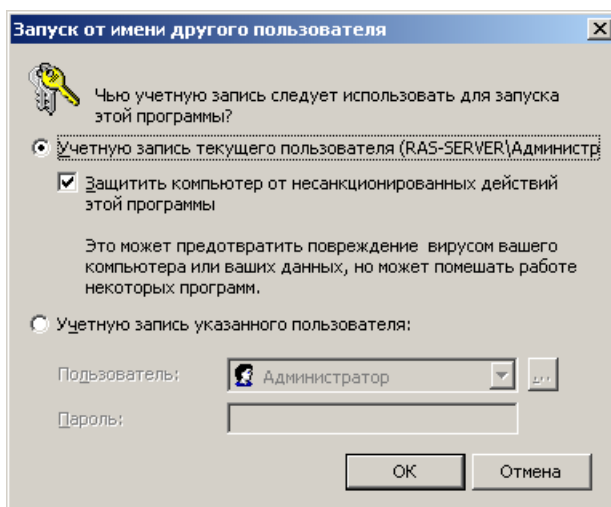 Запуск от имени другого пользователя
Чью учетную запись следует использовать для запуска
этой программы?
Учетную запись текущего пользователя (RAS-SERVER\Администр
Защитить компьютер от несанкционированных действий
этой программы
Это может предотвратить повреждение вирусом вашего
компьютера или ваших данных, но может помешать работе
некоторых программ.
Учетную запись указанного пользователя:
Пользователь:
Администратор
...
Пароль:
ОК
Отмена